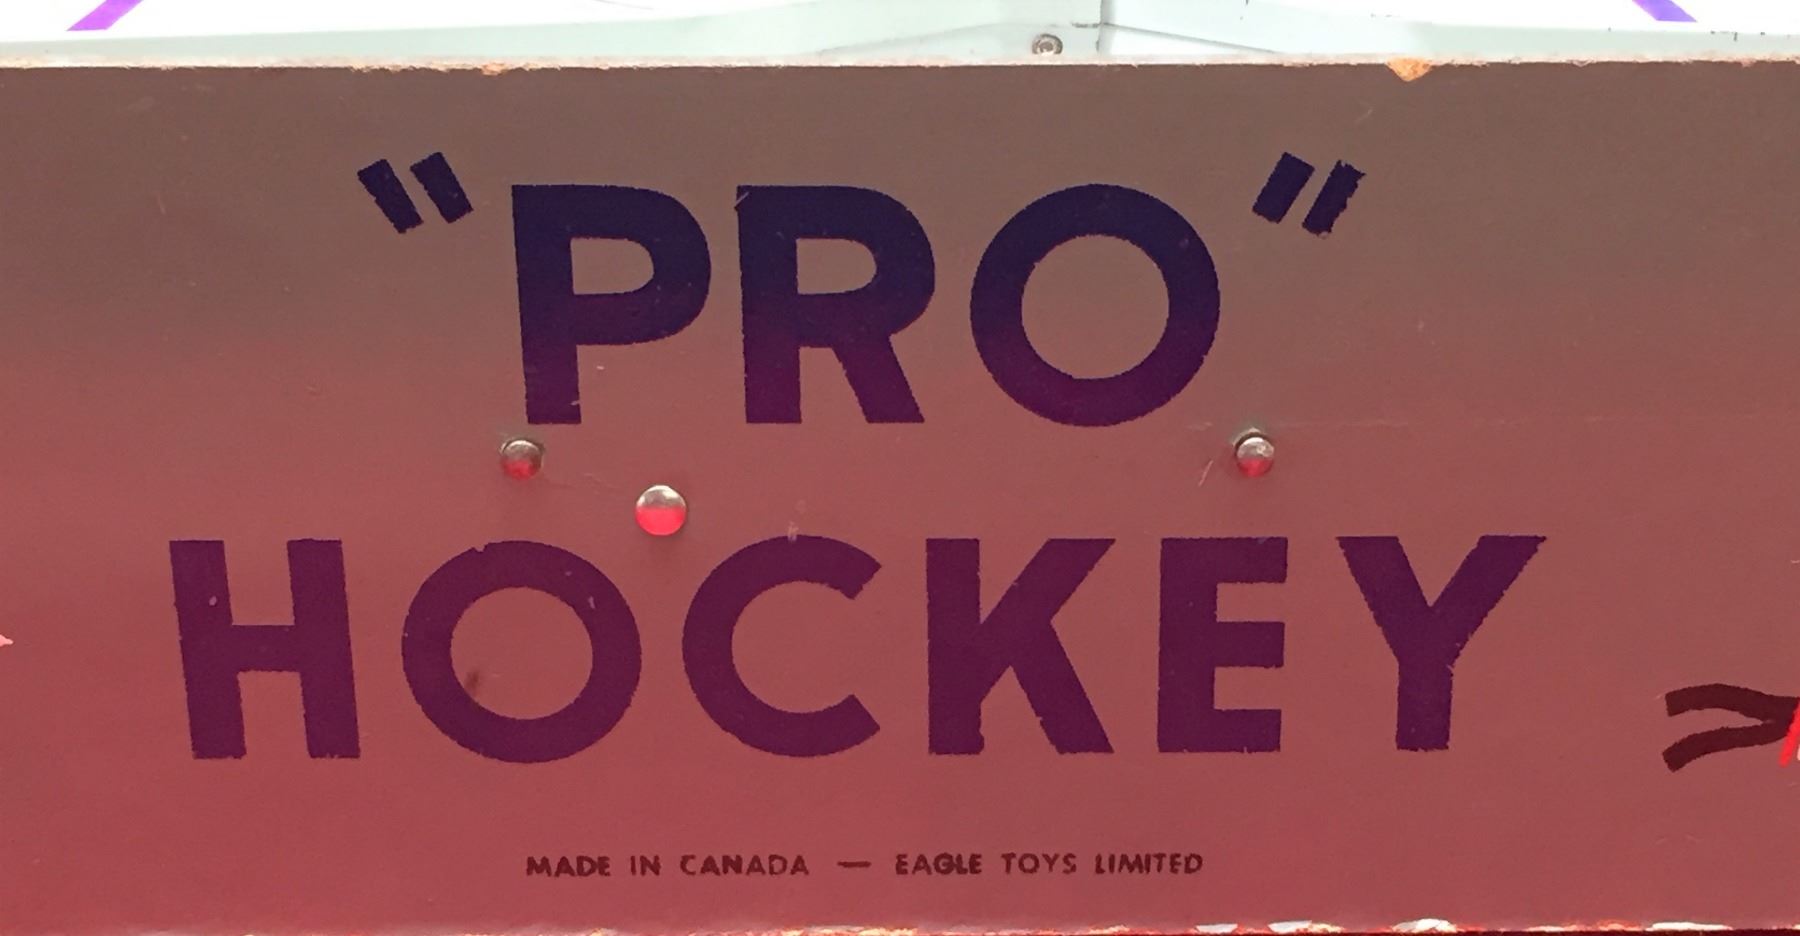 "PRO"
HOCKEY
MADE IN CANADA — EAGLE TOYS LIMITED